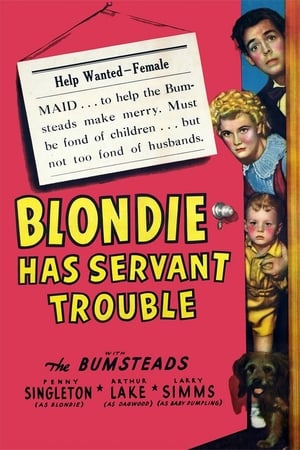 Help Wanted–Female
MAID...to help the Bum-
steads make merry. Must
be fond of children...but
not too fond of husbands.
BLONDIE
HAS SERVANT
TROUBLE
WITH
The BUMSTEADS
PENNY ARTHUR LARRY
SINGLETON * LAKE * SIMMS
(AS BLONDIE) (AS DAGWOOD) (AS BABY DUMPLING)